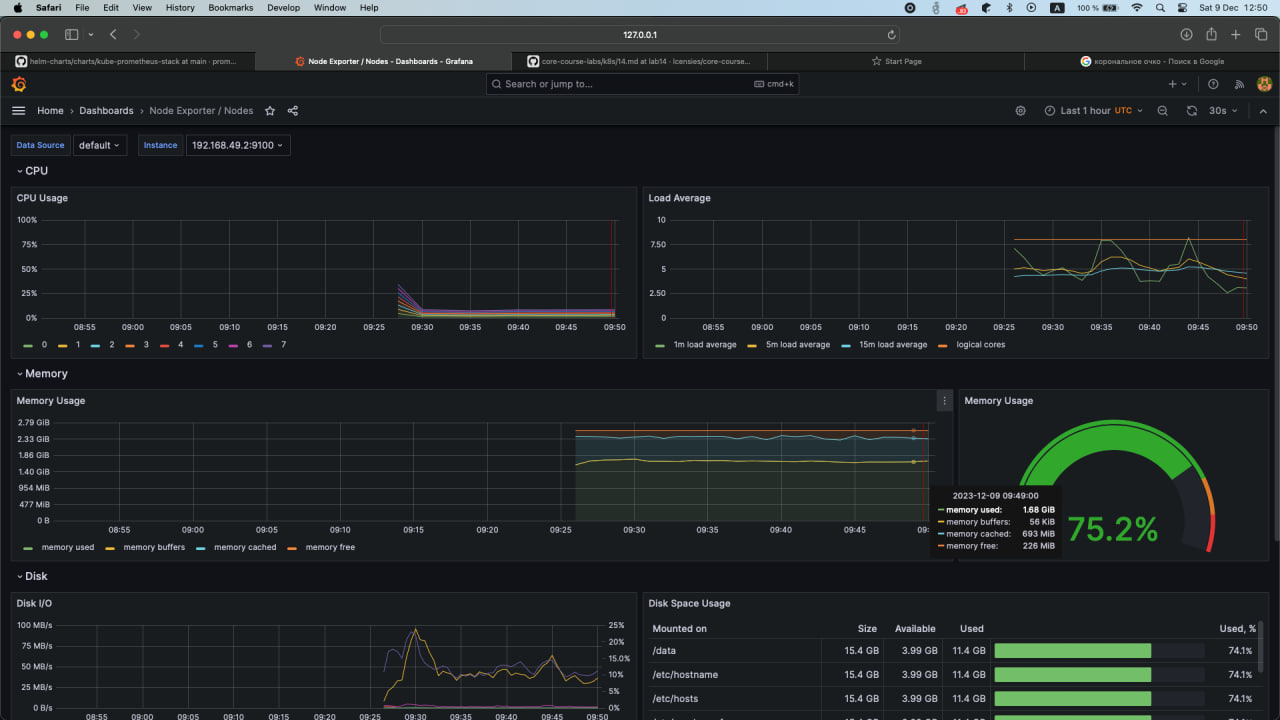 Safari File Edit View History Bookmarks Develop Window Help A 100 % Sat 9 Dec 12:50
127.0.0.1
helm-charts/charts/kube-prometheus-stack at main · prom... Node Exporter / Nodes - Dashboards - Grafana core-course-labs/k8s/14.md at lab14 · lcensies/core-course... Start Page корональное очко - Поиск в Google
Search or jump to... cmd+k
Home › Dashboards › Node Exporter / Nodes Last 1 hour UTC 30s
Data Source default Instance 192.168.49.2:9100
CPU
CPU Usage
100%
75%
50%
25%
0%
08:55 09:00 09:05 09:10 09:15 09:20 09:25 09:30 09:35 09:40 09:45 09:50
0 1 2 3 4 5 6 7
Load Average
10
7.50
5
2.50
0
08:55 09:00 09:05 09:10 09:15 09:20 09:25 09:30 09:35 09:40 09:45 09:50
1m load average 5m load average 15m load average logical cores
Memory
Memory Usage
2.79 GiB
2.33 GiB
1.86 GiB
1.40 GiB
954 MiB
477 MiB
0 B
08:55 09:00 09:05 09:10 09:15 09:20 09:25 09:30 09:35 09:40 09:45 09:
memory used memory buffers memory cached memory free
2023-12-09 09:49:00
memory used: 1.68 GiB
memory buffers: 56 KiB
memory cached: 693 MiB
memory free: 226 MiB
Memory Usage
75.2%
Disk
Disk I/O
100 MB/s 25%
20%
75 MB/s
15.0%
50 MB/s
10%
25 MB/s 5%
0 B/s 0%
08:55 09:00 09:05 09:10 09:15 09:20 09:25 09:30 09:35 09:40 09:45 09:50
Disk Space Usage
Mounted on Size Available Used Used, %
/data 15.4 GB 3.99 GB 11.4 GB 74.1%
/etc/hostname 15.4 GB 3.99 GB 11.4 GB 74.1%
/etc/hosts 15.4 GB 3.99 GB 11.4 GB 74.1%